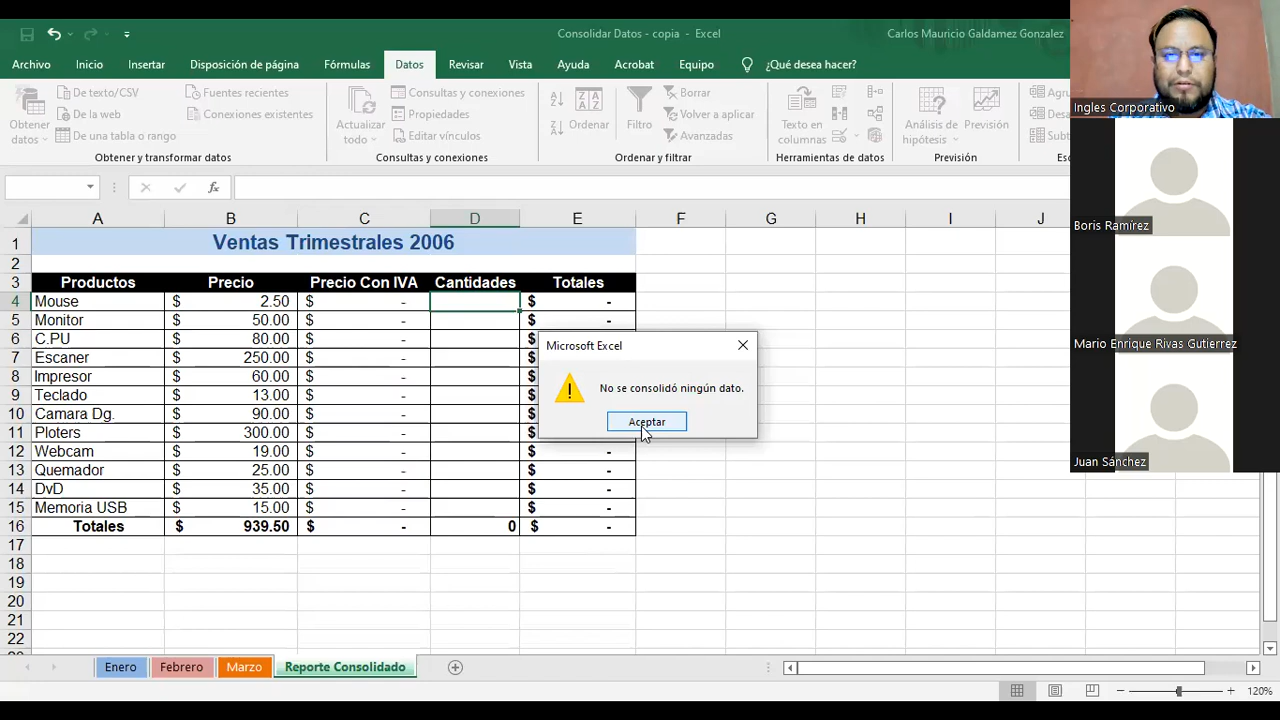 Consolidar Datos - copia - Excel
Carlos Mauricio Galdamez Gonzalez
Archivo Inicio Insertar Disposición de página Fórmulas Datos Revisar Vista Ayuda Acrobat Equipo ¿Qué desea hacer?
Obtener datos
De texto/CSV
De la web
De una tabla o rango
Fuentes recientes
Conexiones existentes
Obtener y transformar datos
Actualizar todo
Consultas y conexiones
Propiedades
Editar vínculos
Consultas y conexiones
Ordenar
Filtro
Borrar
Volver a aplicar
Avanzadas
Ordenar y filtrar
Texto en columnas
Herramientas de datos
Análisis de hipótesis
Previsión
Previsión
fx
A B C D E F G H I J
1 Ventas Trimestrales 2006
2
3 Productos Precio Precio Con IVA Cantidades Totales
4 Mouse $ 2.50 $ - $ -
5 Monitor $ 50.00 $ - $ -
6 C.PU $ 80.00 $ - $
7 Escaner $ 250.00 $ - $
8 Impresor $ 60.00 $ - $
9 Teclado $ 13.00 $ - $
10 Camara Dg. $ 90.00 $ - $
11 Ploters $ 300.00 $ - $
12 Webcam $ 19.00 $ - $ -
13 Quemador $ 25.00 $ - $ -
14 DvD $ 35.00 $ - $ -
15 Memoria USB $ 15.00 $ - $ -
16 Totales $ 939.50 $ - 0 $ -
17
18
19
20
21
22
Microsoft Excel
No se consolidó ningún dato.
Aceptar
Enero Febrero Marzo Reporte Consolidado
120%
Ingles Corporativo
Boris Ramírez
Mario Enrique Rivas Gutierrez
Juan Sánchez